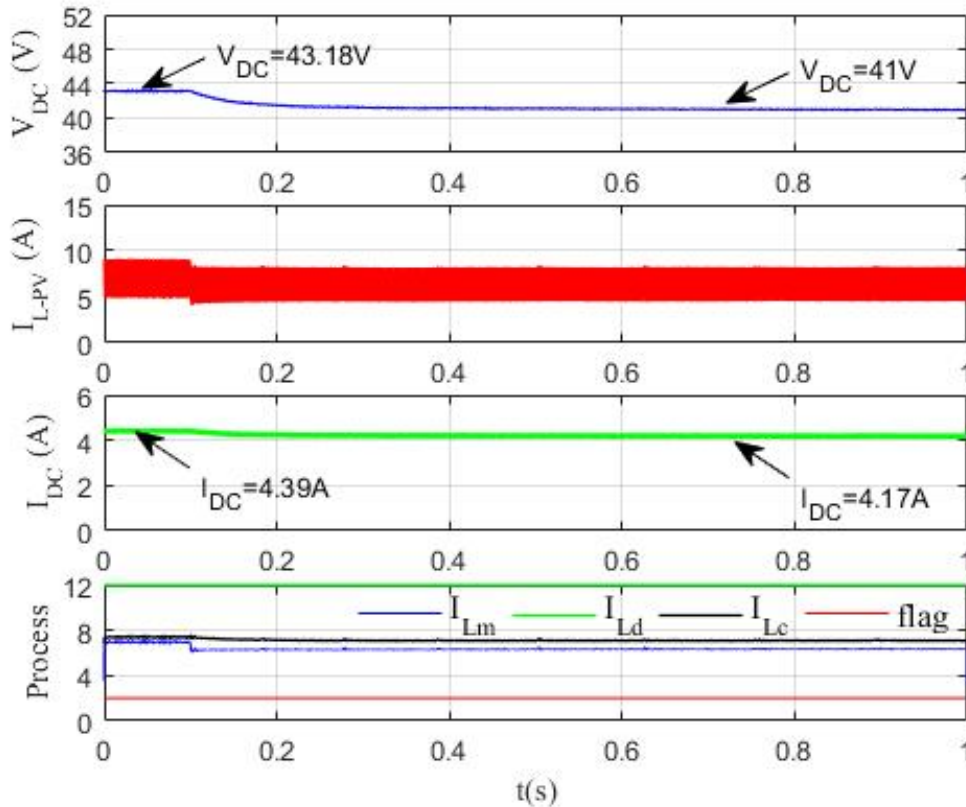 52
48
44
40
36
V_DC (V)
V_DC=43.18V
V_DC=41V
0 0.2 0.4 0.6 0.8 1
15
10
5
0
I_L-PV (A)
0 0.2 0.4 0.6 0.8 1
6
4
2
0
I_DC (A)
I_DC=4.39A
I_DC=4.17A
0 0.2 0.4 0.6 0.8 1
12
8
4
0
Process
I_Lm I_Ld I_Lc flag
0 0.2 0.4 0.6 0.8 1
t(s)